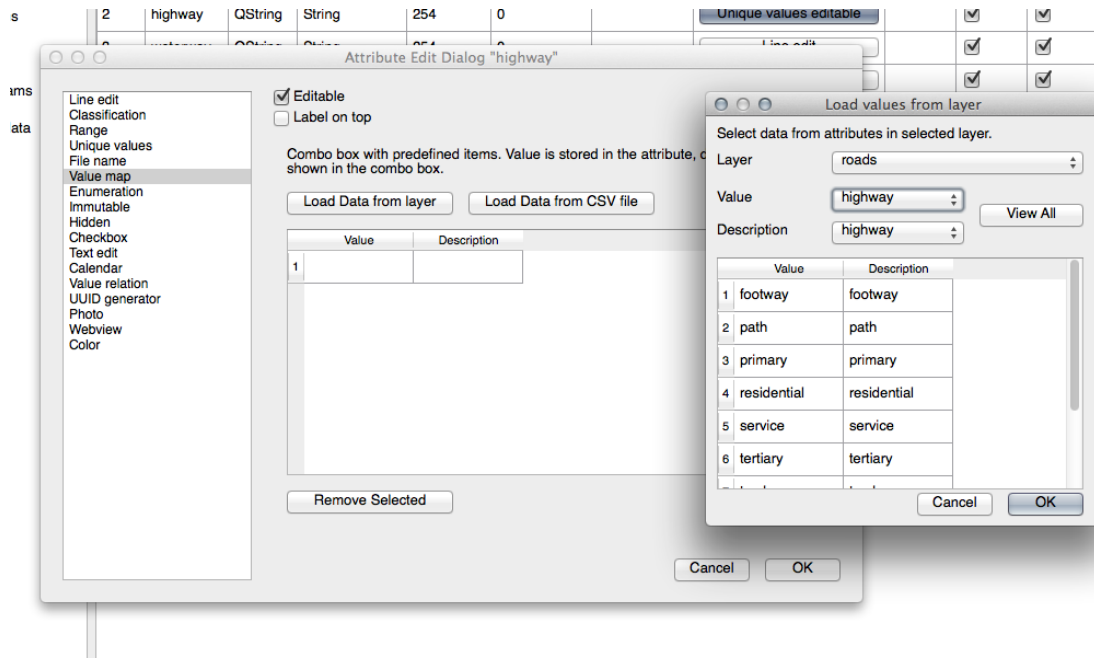 s
2 highway QString String 254 0 Unique values editable
QString String 254 Line edit
ams
ata
Attribute Edit Dialog "highway"
Line edit
Classification
Range
Unique values
File name
Value map
Enumeration
Immutable
Hidden
Checkbox
Text edit
Calendar
Value relation
UUID generator
Photo
Webview
Color
Editable
Label on top
Combo box with predefined items. Value is stored in the attribute,
shown in the combo box.
Load Data from layer Load Data from CSV file
Value Description
1
Remove Selected
Cancel OK
Load values from layer
Select data from attributes in selected layer.
Layer roads
Value highway
View All
Description highway
Value Description
1 footway footway
2 path path
3 primary primary
4 residential residential
5 service service
6 tertiary tertiary
Cancel OK